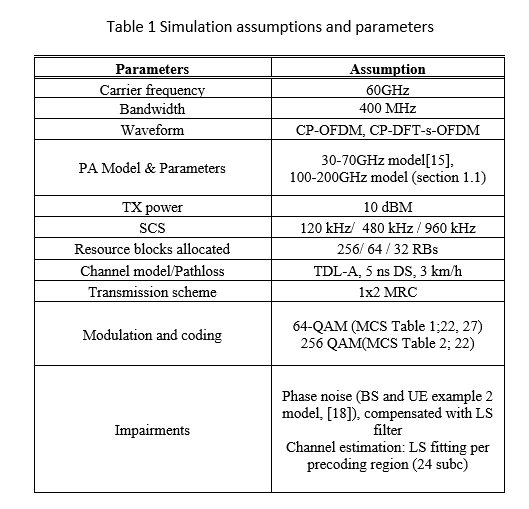 Table 1 Simulation assumptions and parameters
Parameters
Assumption
Carrier frequency
60GHz
Bandwidth
400 MHz
Waveform
CP-OFDM, CP-DFT-s-OFDM
PA Model & Parameters
30-70GHz model[15],
100-200GHz model (section 1.1)
TX power
10 dBM
SCS
120 kHz/ 480 kHz / 960 kHz
Resource blocks allocated
256/ 64 / 32 RBs
Channel model/Pathloss
TDL-A, 5 ns DS, 3 km/h
Transmission scheme
1x2 MRC
Modulation and coding
64-QAM (MCS Table 1;22, 27)
256 QAM(MCS Table 2; 22)
Impairments
Phase noise (BS and UE example 2
model, [18]), compensated with LS
filter
Channel estimation: LS fitting per
precoding region (24 subc)